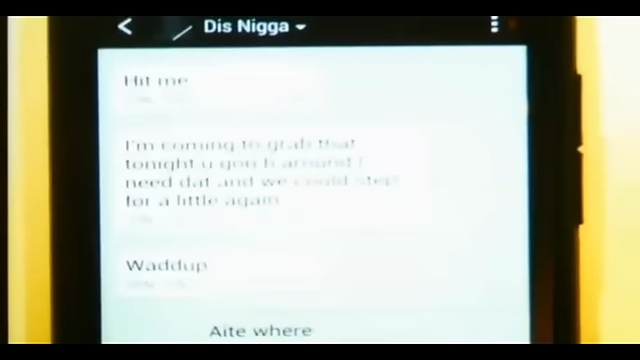 Dis Nigga
Hit me
I'm coming to grab that
tonight u gon b around I
need dat and we could step
for a little again
Waddup
Aite where